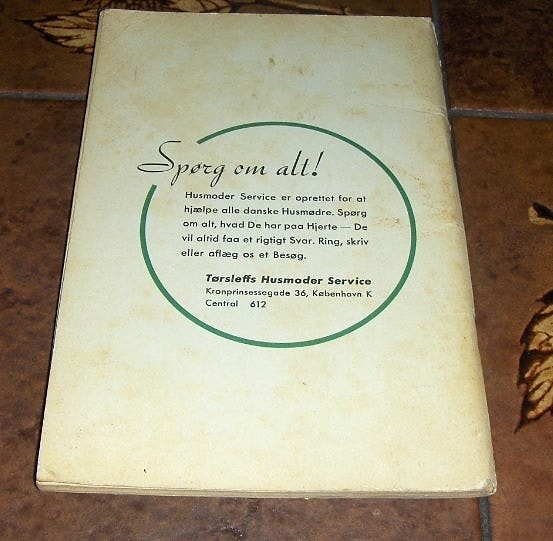 Spørg om alt!
Husmoder Service er oprettet for at
hjælpe alle danske Husmødre. Spørg
om alt, hvad De har paa Hjerte — De
vil altid faa et rigtigt Svar. Ring, skriv
eller aflæg os et Besøg.
Tørsleffs Husmoder Service
Kronprinsessegade 36, København K
Central 612